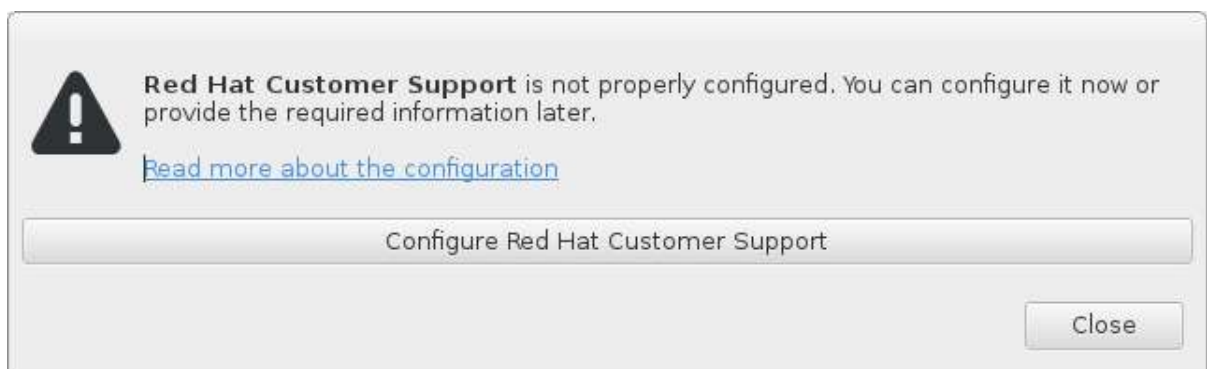 Red Hat Customer Support is not properly configured. You can configure it now or
provide the required information later.
Read more about the configuration
Configure Red Hat Customer Support
Close